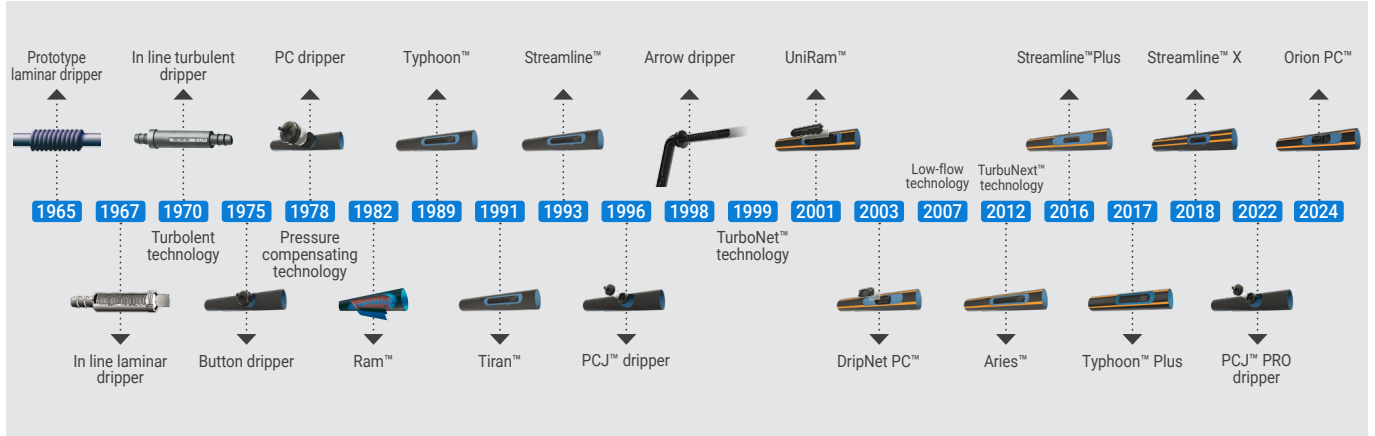 Prototype
laminar dripper
In line turbulent
dripper
PC dripper
Typhoon™
Streamline™
Arrow dripper
UniRam™
Streamline™Plus
Streamline™ X
Orion PC™
Low-flow
technology
TurbuNext™
technology
1965
1967
1970
1975
1978
1982
1989
1991
1993
1996
1998
1999
2001
2003
2007
2012
2016
2017
2018
2022
2024
Turbolent
technology
Pressure
compensating
technology
TurboNet™
technology
In line laminar
dripper
Button dripper
Ram™
Tiran™
PCJ™ dripper
DripNet PC™
Aries™
Typhoon™ Plus
PCJ™ PRO
dripper